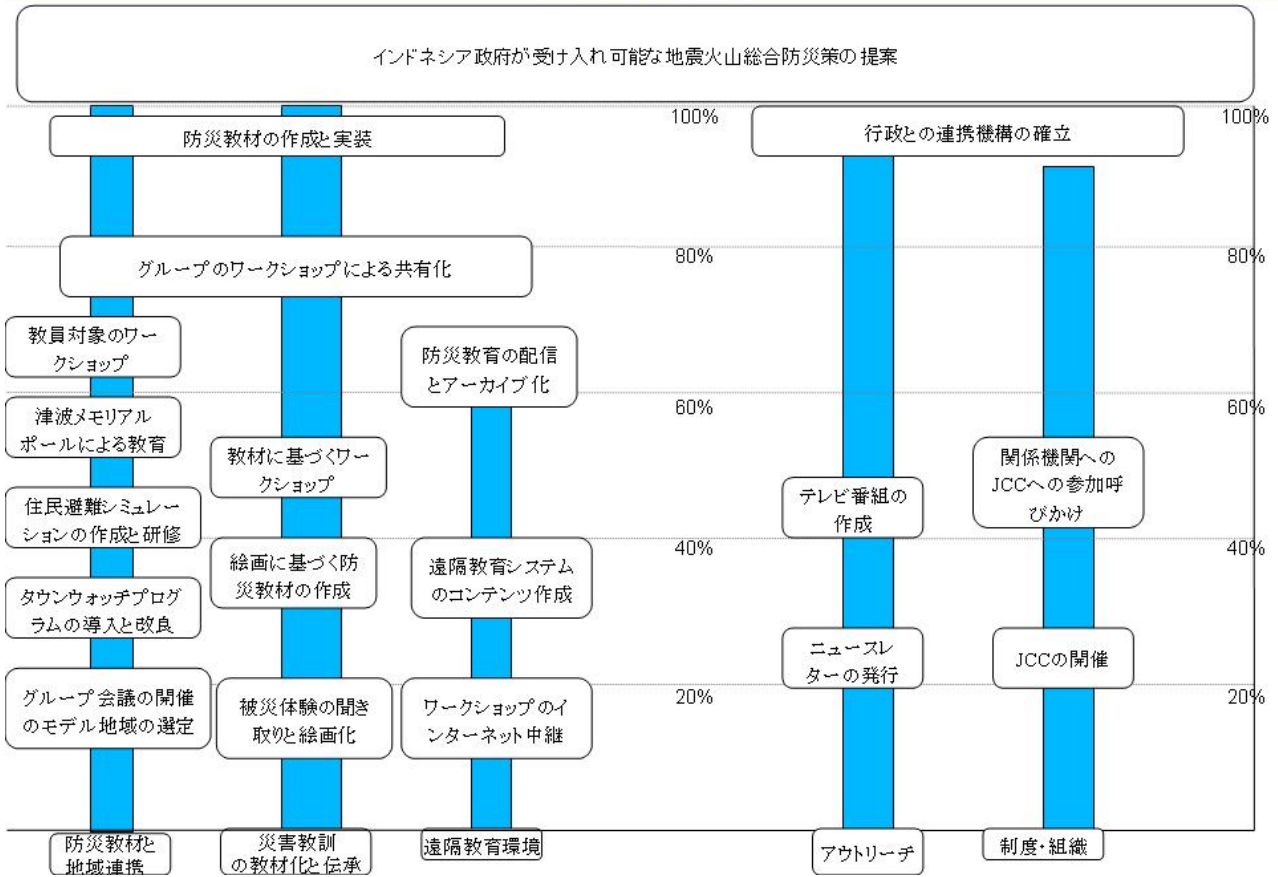 インドネシア政府が受け入れ可能な地震火山総合防災策の提案
100%
100%
防災教材の作成と実装
行政との連携機構の確立
80%
80%
グループのワークショップによる共有化
教員対象のワー
クショップ
防災教育の配信
とアーカイブ化
60%
60%
津波メモリアル
ポールによる教育
教材に基づくワー
クショップ
テレビ番組の
作成
関係機関への
JCCへの参加呼
びかけ
住民避難シミュレー
ションの作成と研修
40%
40%
絵画に基づく防
災教材の作成
遠隔教育システム
のコンテンツ作成
タウンウォッチプログ
ラムの導入と改良
ニュースレ
ターの発行
JCCの開催
20%
20%
グループ会議の開催
のモデル地域の選定
被災体験の聞き
取りと絵画化
ワークショップのイ
ンターネット中継
防災教材と
地域連携
災害教訓
の教材化と伝承
遠隔教育環境
アウトリーチ
制度・組織